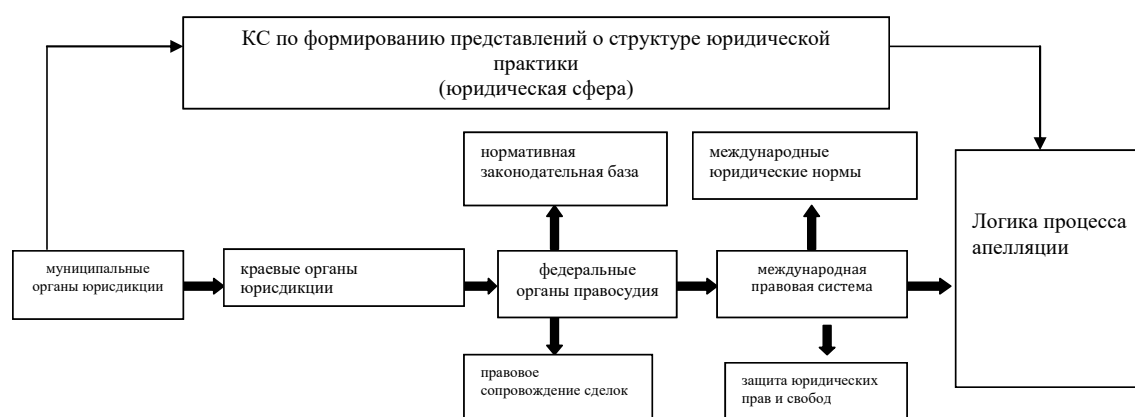 КС по формированию представлений о структуре юридической
практики
(юридическая сфера)
нормативная
законодательная база
международные
юридические нормы
Логика процесса
апелляции
муниципальные
органы юрисдикции
краевые органы
юрисдикции
федеральные
органы правосудия
международная
правовая система
правовое
сопровождение сделок
защита юридических
прав и свобод